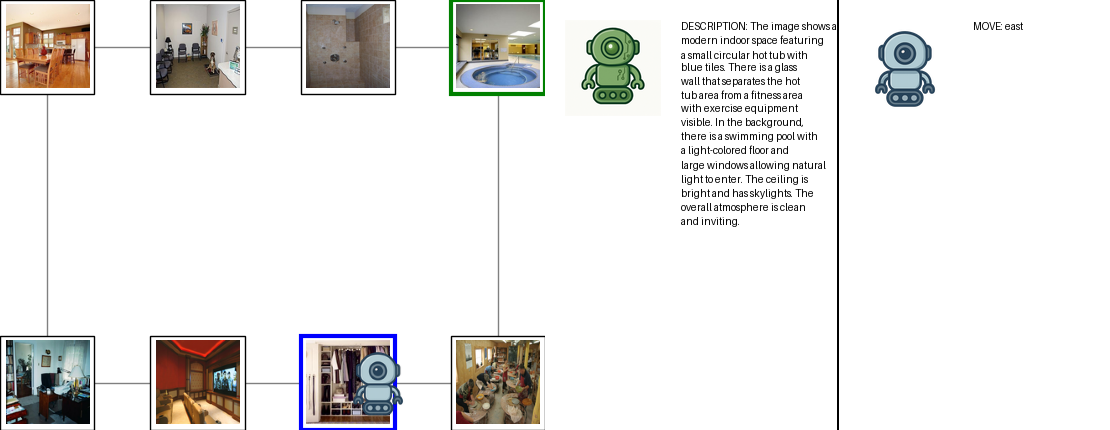 DESCRIPTION: The image shows a
modern indoor space featuring
a small circular hot tub with
blue tiles. There is a glass
wall that separates the hot
tub area from a fitness area
with exercise equipment
visible. In the background,
there is a swimming pool with
a light-colored floor and
large windows allowing natural
light to enter. The ceiling is
bright and has skylights. The
overall atmosphere is clean
and inviting.
MOVE: east